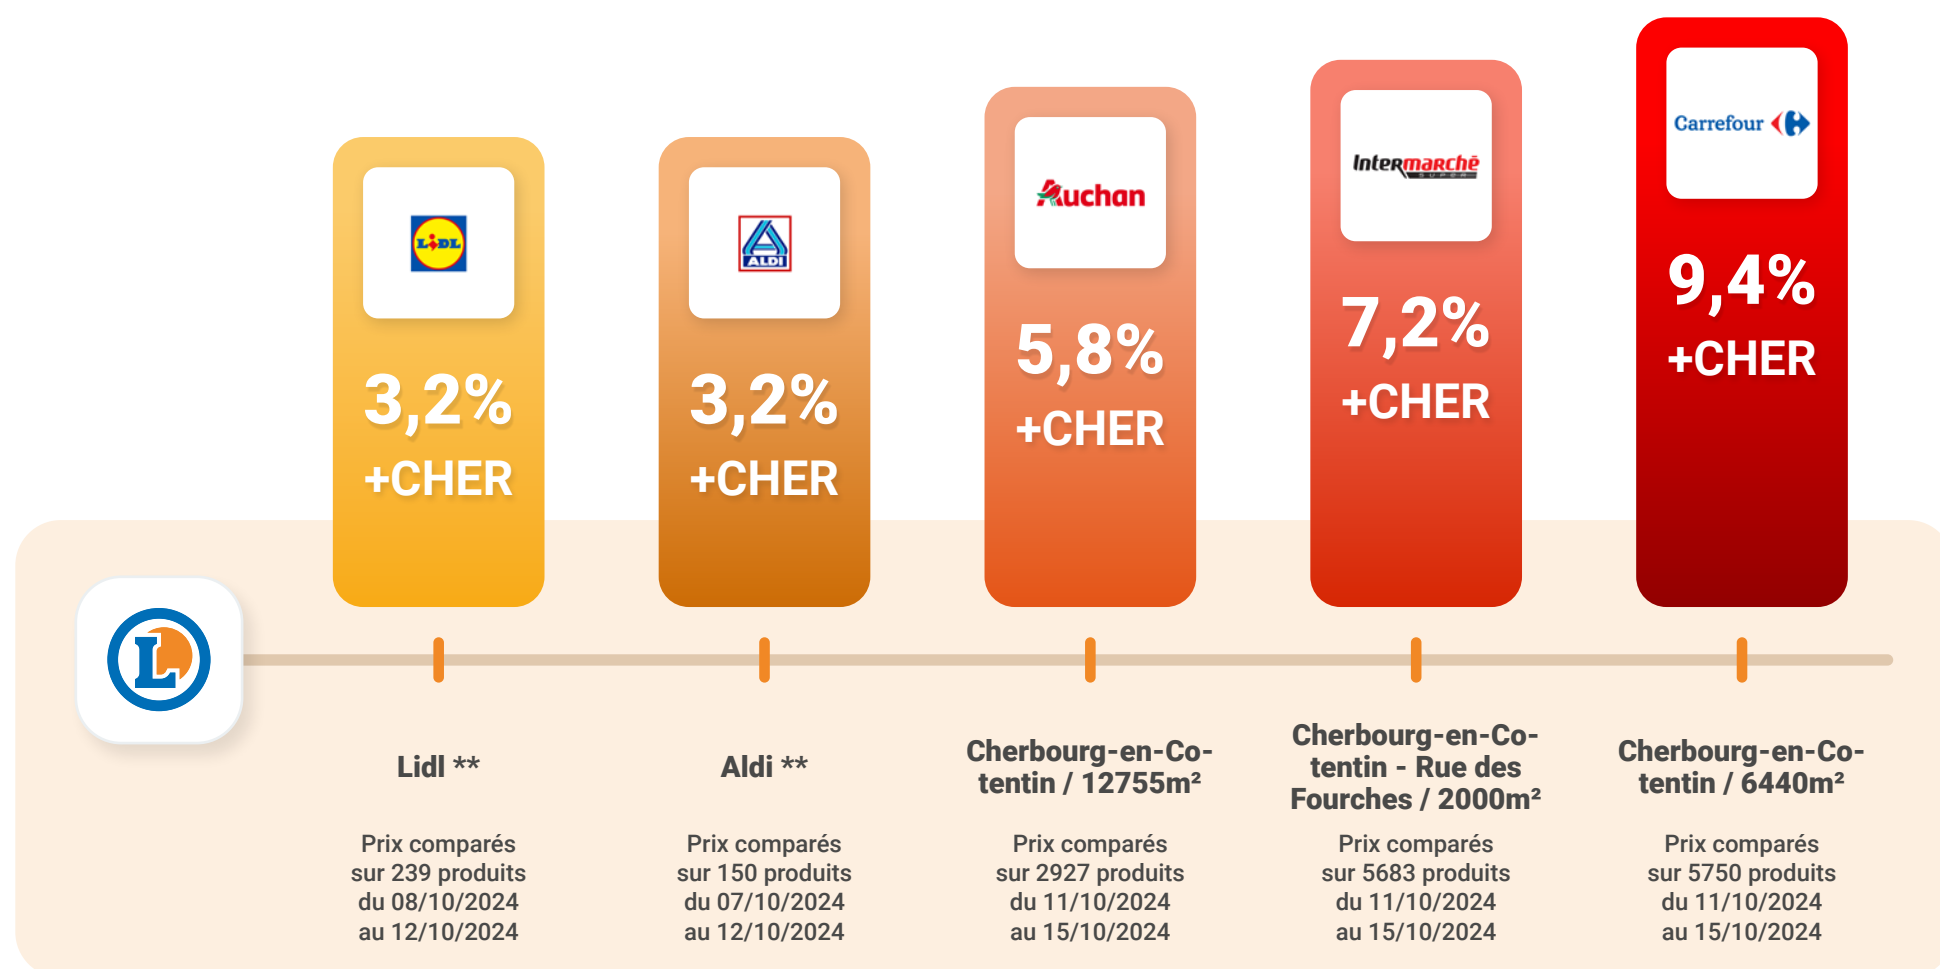 LiDL
3,2%
+CHER
ALDI
3,2%
+CHER
Auchan
5,8%
+CHER
Intermarchē
SUPER
7,2%
+CHER
Carrefour
9,4%
+CHER
L
Lidl **
Prix comparés
sur 239 produits
du 08/10/2024
au 12/10/2024
Aldi **
Prix comparés
sur 150 produits
du 07/10/2024
au 12/10/2024
Cherbourg-en-Co-
tentin / 12755m²
Prix comparés
sur 2927 produits
du 11/10/2024
au 15/10/2024
Cherbourg-en-Co-
tentin - Rue des
Fourches / 2000m²
Prix comparés
sur 5683 produits
du 11/10/2024
au 15/10/2024
Cherbourg-en-Co-
tentin / 6440m²
Prix comparés
sur 5750 produits
du 11/10/2024
au 15/10/2024